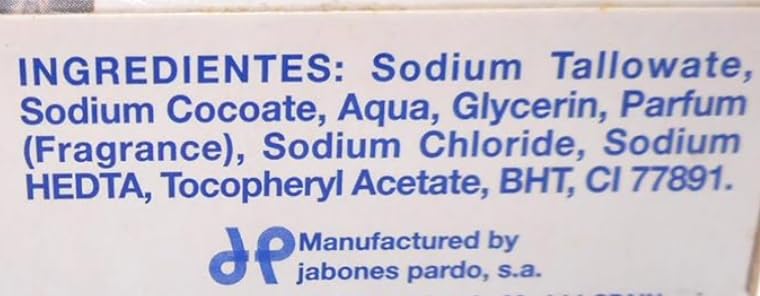 INGREDIENTES: Sodium Tallowate,
Sodium Cocoate, Aqua, Glycerin, Parfum
(Fragrance), Sodium Chloride, Sodium
HEDTA, Tocopheryl Acetate, BHT, CI 77891.
Manufactured by
jabones pardo, s.a.